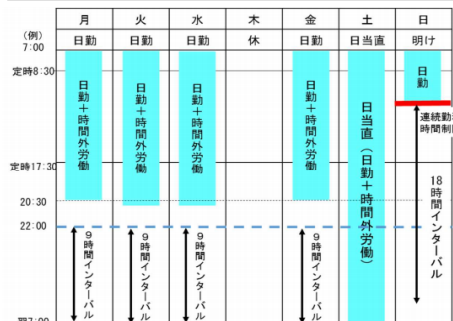 月 火 水 木 金 土 日
(例) 日勤 日勤 日勤 休 日勤 日当直 明け
7:00
定時8:30
日勤+時間外労働
日勤+時間外労働
日勤+時間外労働
日勤+時間外労働
日当直(日勤+時間外労働)
日勤
連続勤
時間制
定時17:30
20:30
22:00
9時間インターバル
9時間インターバル
9時間インターバル
9時間インターバル
18時間インターバル
7:00